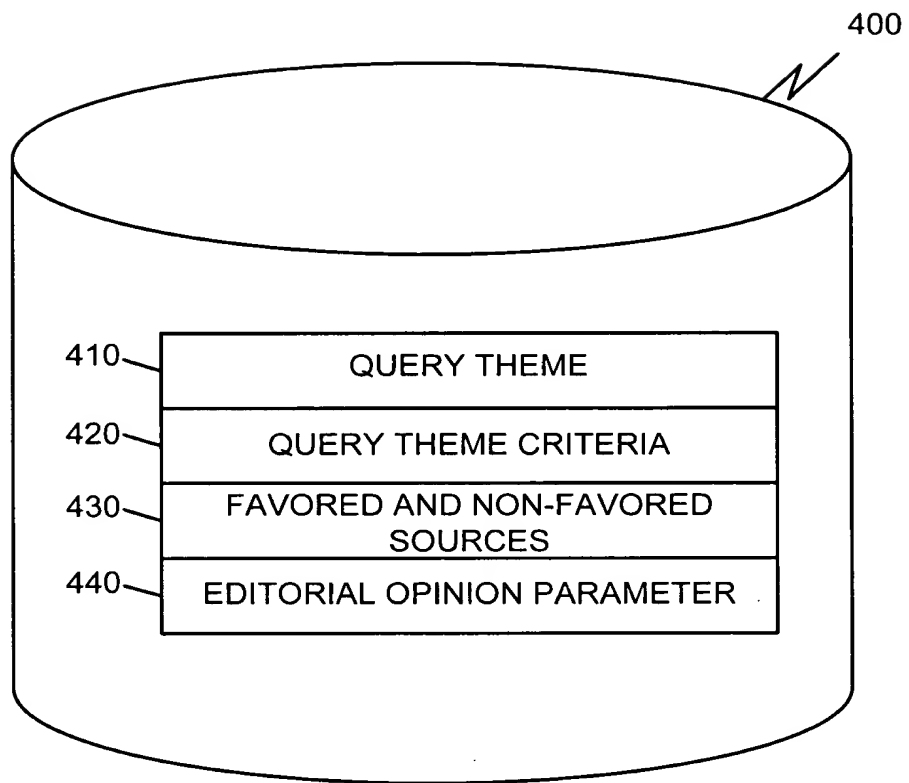 400
410
QUERY THEME
420
QUERY THEME CRITERIA
430
FAVORED AND NON-FAVORED
SOURCES
440
EDITORIAL OPINION PARAMETER